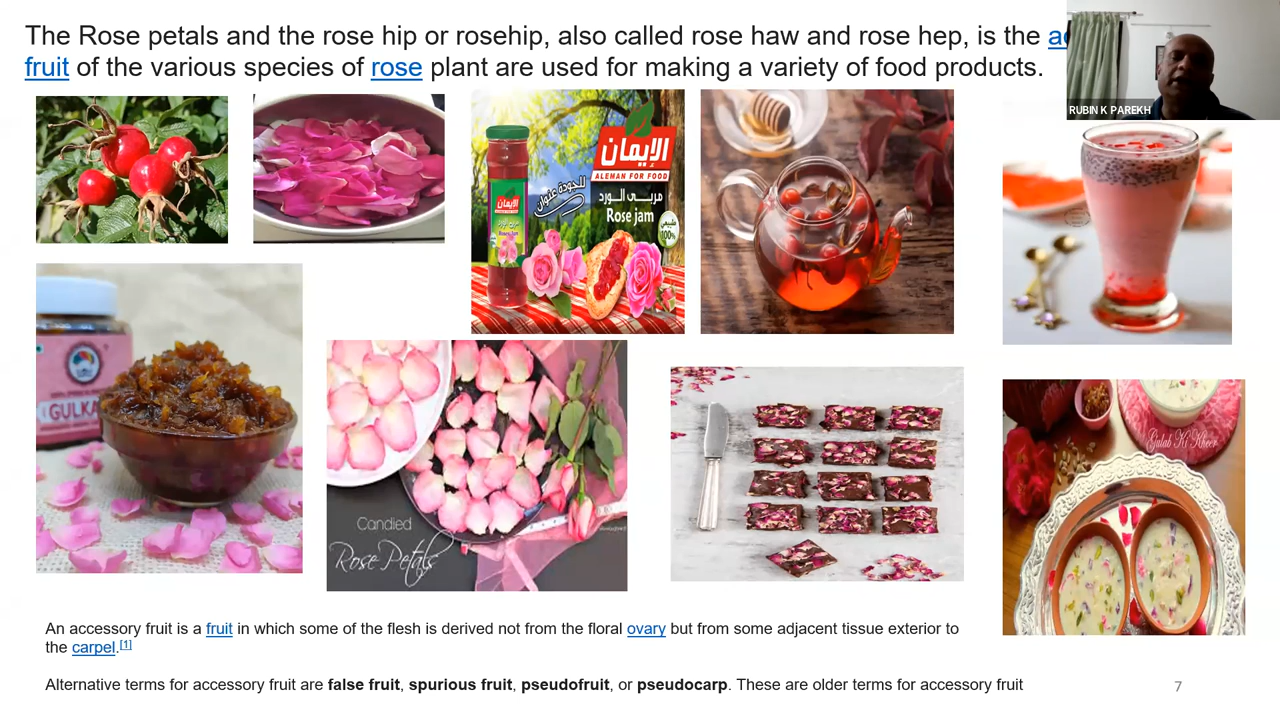 The Rose petals and the rose hip or rosehip, also called rose haw and rose hep, is the
fruit of the various species of rose plant are used for making a variety of food products.
RUBIN K PAREKH
الإيمان
ALEMAN FOR FOOD
للجودة عنوان
مربى الورد
Rose jam
100%
الإيمان
GULKA
Candied
Rose Petals
Gulab Ki Kheer
An accessory fruit is a fruit in which some of the flesh is derived not from the floral ovary but from some adjacent tissue exterior to
the carpel.[1]
Alternative terms for accessory fruit are false fruit, spurious fruit, pseudofruit, or pseudocarp. These are older terms for accessory fruit
7